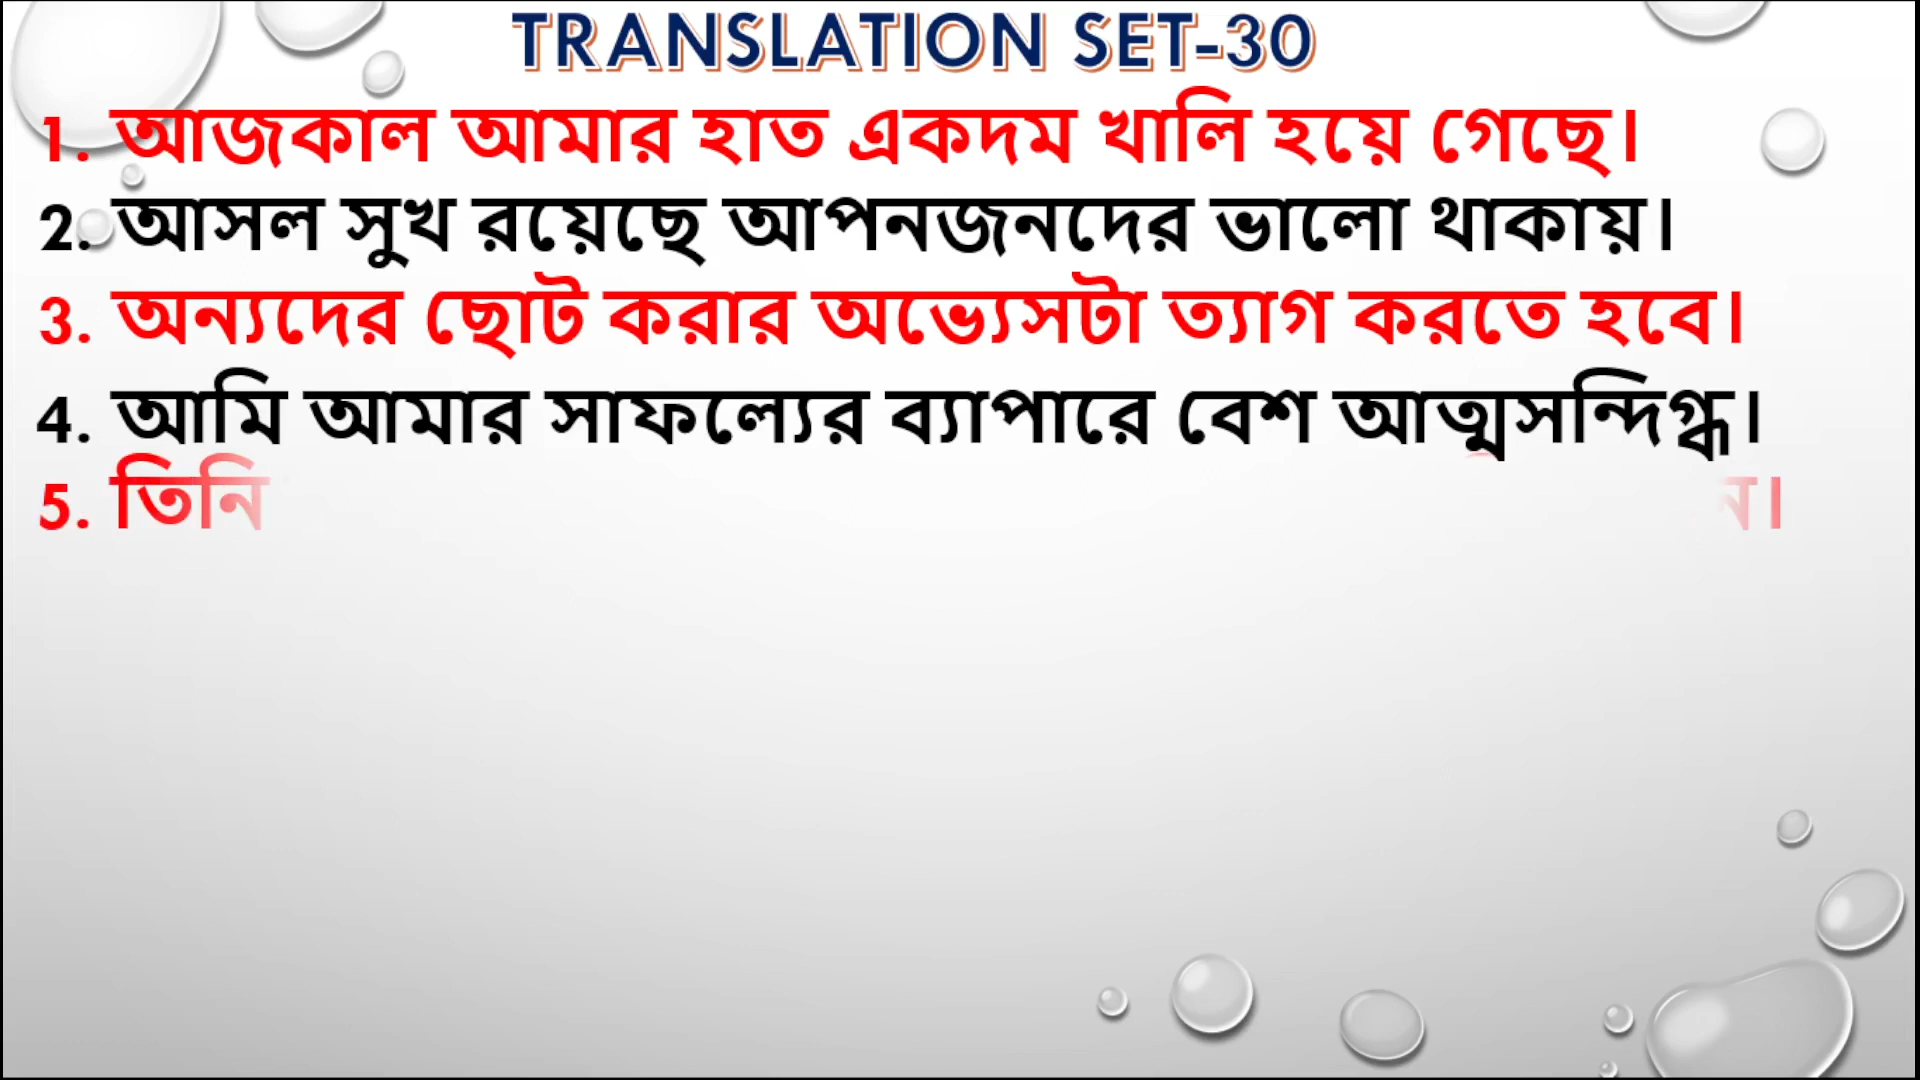 TRANSLATION SET-30
1. আজকাল আমার হাত একদম খালি হয়ে গেছে।
2. আসল সুখ রয়েছে আপনজনদের ভালো থাকায়।
3. অন্যদের ছোট করার অভ্যেসটা ত্যাগ করতে হবে।
4. আমি আমার সাফল্যের ব্যাপারে বেশ আত্মসন্দিগ্ধ।
5. তিনি